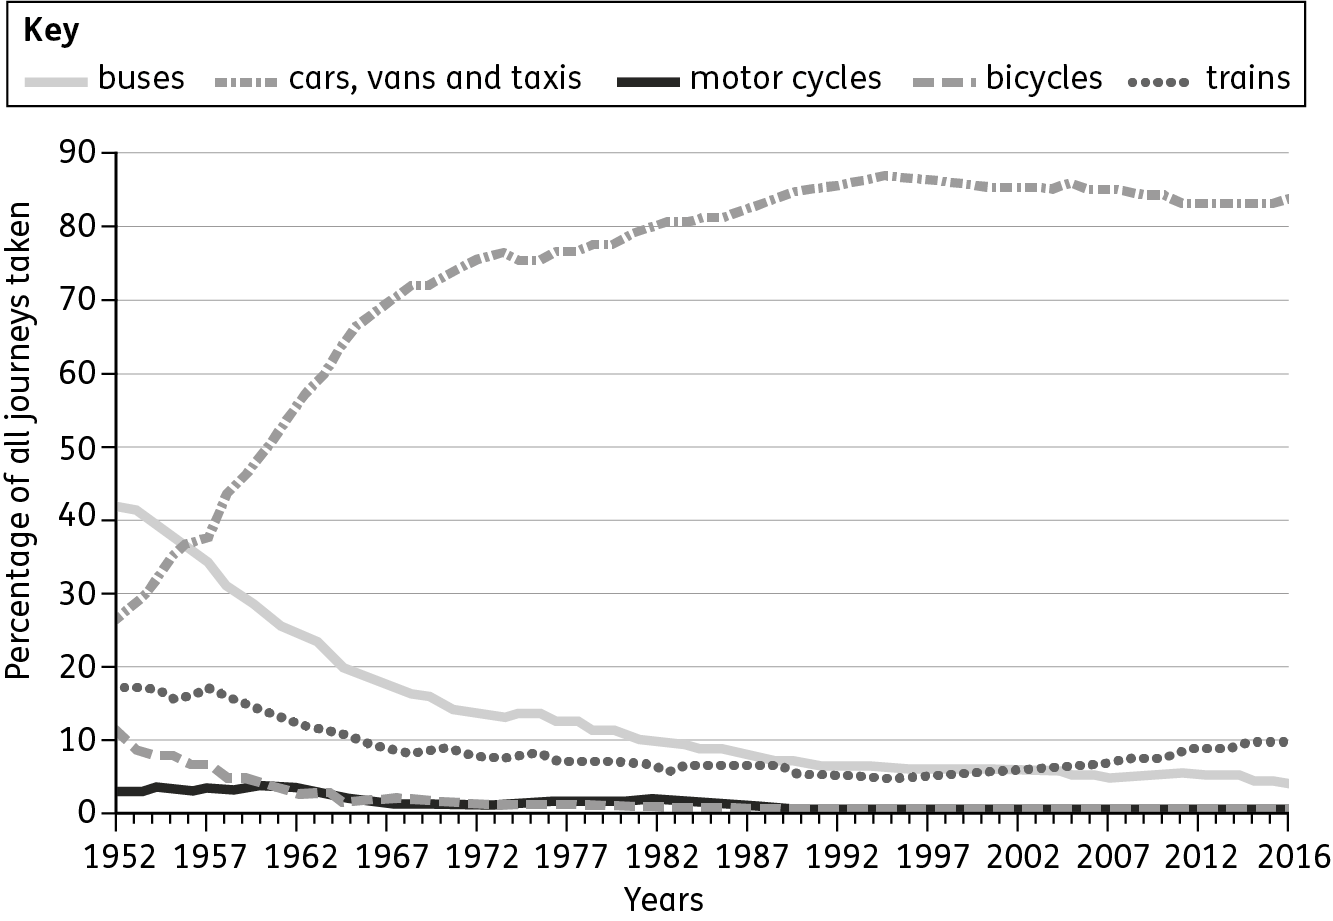 Key
buses cars, vans and taxis motor cycles bicycles trains
Percentage of all journeys taken
90
80
70
60
50
40
30
20
10
0
1952 1957 1962 1967 1972 1977 1982 1987 1992 1997 2002 2007 2012 2016
Years